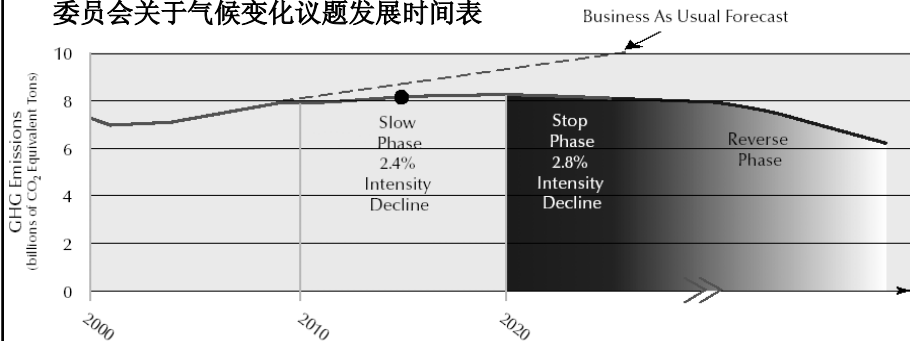 委员会关于气候变化议题发展时间表
Business As Usual Forecast
GHG Emissions
(billions of CO₂ Equivalent Tons)
10
8
6
4
2
0
Slow
Phase
2.4%
Intensity
Decline
Stop
Phase
2.8%
Intensity
Decline
Reverse
Phase
2000
2010
2020